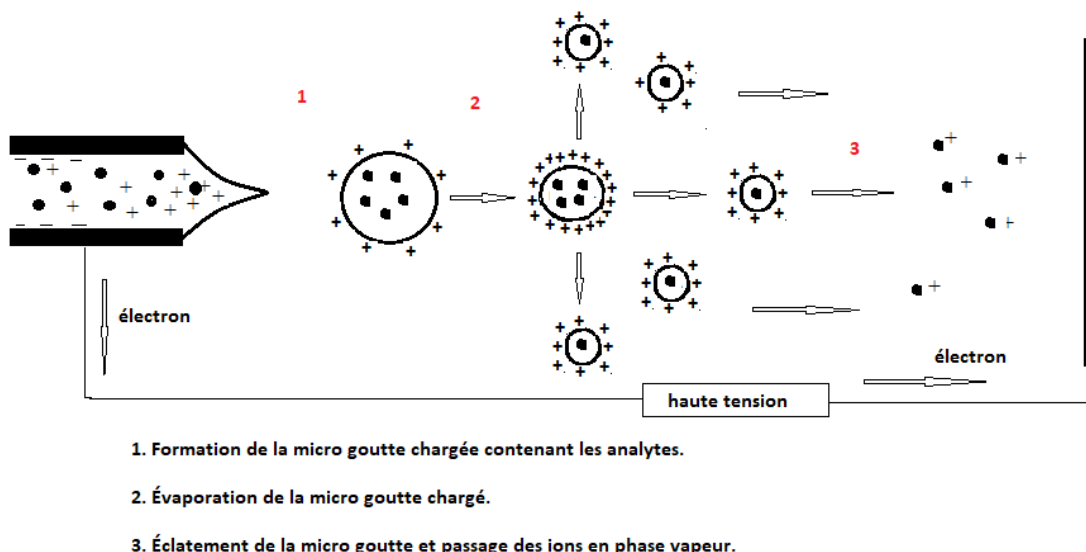 1
2
3
électron
électron
haute tension
1. Formation de la micro goutte chargée contenant les analytes.
2. Évaporation de la micro goutte chargé.
3. Éclatement de la micro goutte et passage des ions en phase vapeur.